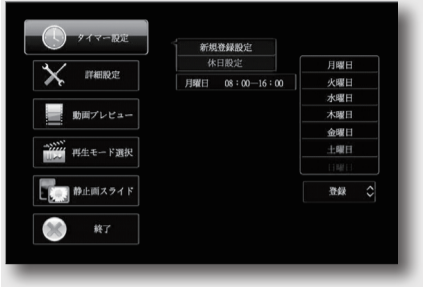 タイマー設定
詳細設定
動画プレビュー
再生モード選択
静止画スライド
終了
新規登録設定
休日設定
月曜日 08:00-16:00
月曜日
火曜日
水曜日
木曜日
金曜日
土曜日
日曜日
登録